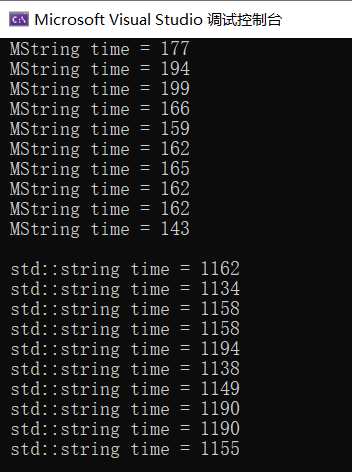 Microsoft Visual Studio 调试控制台
MString time = 177
MString time = 194
MString time = 199
MString time = 166
MString time = 159
MString time = 162
MString time = 165
MString time = 162
MString time = 162
MString time = 143
std::string time = 1162
std::string time = 1134
std::string time = 1158
std::string time = 1158
std::string time = 1194
std::string time = 1138
std::string time = 1149
std::string time = 1190
std::string time = 1190
std::string time = 1155